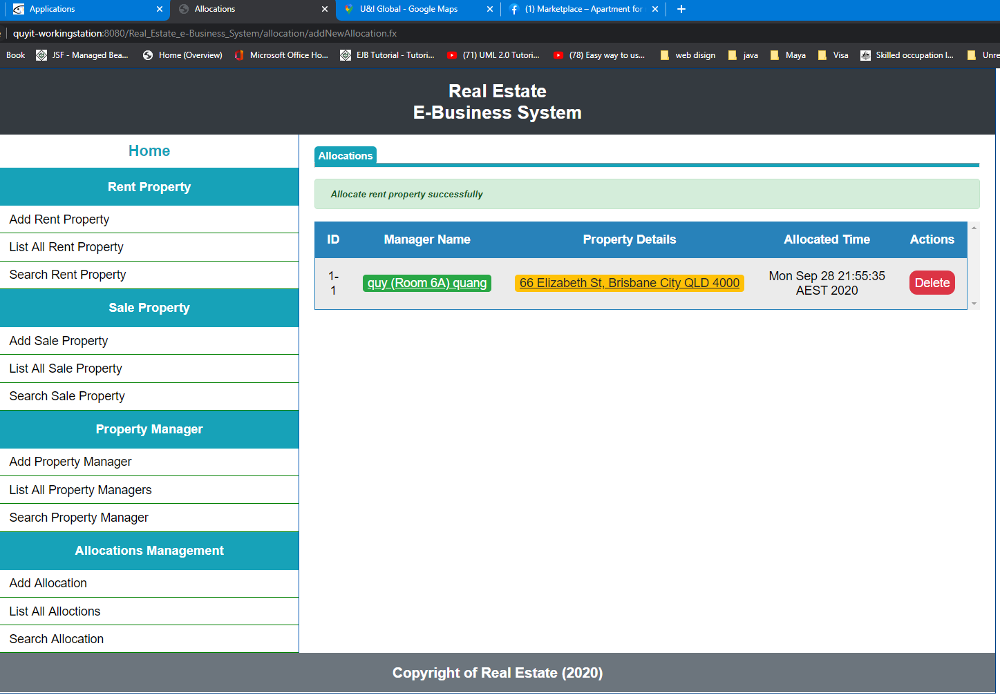 Applications
Allocations
U&I Global - Google Maps
(1) Marketplace – Apartment for
quyit-workingstation:8080/Real_Estate_e-Business_System/allocation/addNewAllocation.fx
Book
JSF - Managed Bea...
Home (Overview)
Microsoft Office Ho...
EJB Tutorial - Tutori...
(71) UML 2.0 Tutori...
(78) Easy way to us...
web disign
java
Maya
Visa
Skilled occupation l...
Unre
Real Estate
E-Business System
Home
Rent Property
Add Rent Property
List All Rent Property
Search Rent Property
Sale Property
Add Sale Property
List All Sale Property
Search Sale Property
Property Manager
Add Property Manager
List All Property Managers
Search Property Manager
Allocations Management
Add Allocation
List All Alloctions
Search Allocation
Allocations
Allocate rent property successfully
ID Manager Name Property Details Allocated Time Actions
1-
1
quy (Room 6A) quang
66 Elizabeth St, Brisbane City QLD 4000
Mon Sep 28 21:55:35
AEST 2020
Delete
Copyright of Real Estate (2020)